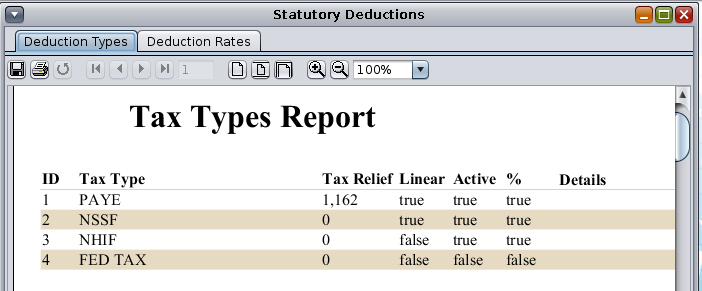 Statutory Deductions
Deduction Types Deduction Rates
1 100%
Tax Types Report
ID Tax Type Tax Relief Linear Active % Details
1 PAYE 1,162 true true true
2 NSSF 0 true true true
3 NHIF 0 false true true
4 FED TAX 0 false false false